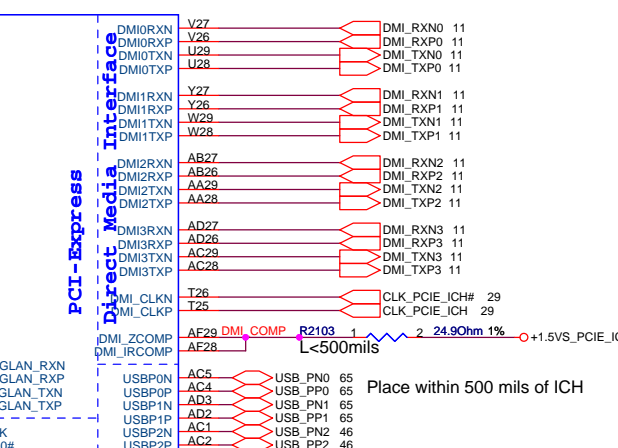 DMI0RXN V27 DMI_RXN0 11
DMI0RXP V26 DMI_RXP0 11
DMI0TXN U29 DMI_TXN0 11
DMI0TXP U28 DMI_TXP0 11
DMI1RXN Y27 DMI_RXN1 11
DMI1RXP Y26 DMI_RXP1 11
DMI1TXN W29 DMI_TXN1 11
DMI1TXP W28 DMI_TXP1 11
DMI2RXN AB27 DMI_RXN2 11
DMI2RXP AB26 DMI_RXP2 11
DMI2TXN AA29 DMI_TXN2 11
DMI2TXP AA28 DMI_TXP2 11
DMI3RXN AD27 DMI_RXN3 11
DMI3RXP AD26 DMI_RXP3 11
DMI3TXN AC29 DMI_TXN3 11
DMI3TXP AC28 DMI_TXP3 11
DMI_CLKN T26 CLK_PCIE_ICH# 29
DMI_CLKP T25 CLK_PCIE_ICH 29
DMI_ZCOMP AF29 DMI_COMP R2103 1 2 24.9Ohm 1% +1.5VS_PCIE_IC
DMI_IRCOMP AF28 L<500mils
PCI-Express
Direct Media Interface
GLAN_RXN
GLAN_RXP
GLAN_TXN
GLAN_TXP
K
0#
USBP0N AC5 USB_PN0 65
USBP0P AC4 USB_PP0 65
USBP1N AD3 USB_PN1 65
USBP1P AD2 USB_PP1 65
USBP2N AC1 USB_PN2 46
USBP2P AC2 USB_PP2 46
Place within 500 mils of ICH